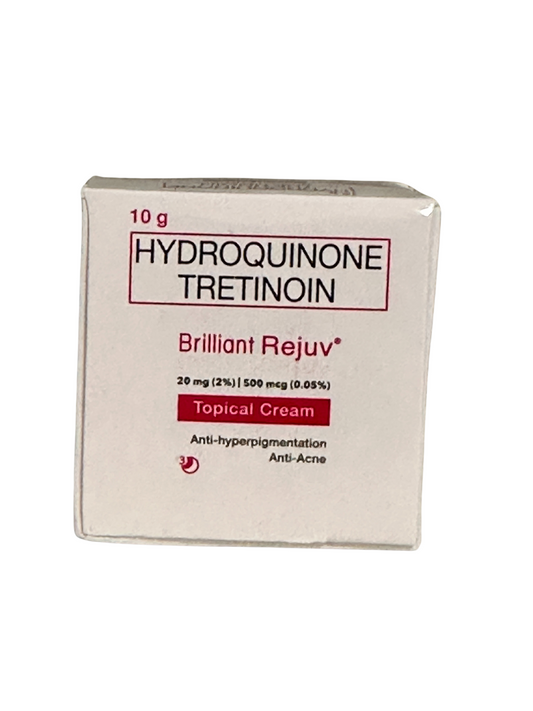 10 g
HYDROQUINONE
TRETINOIN
Brilliant Rejuv®
20 mg (2%) | 500 mcg (0.05%)
Topical Cream
Anti-hyperpigmentation
Anti-Acne